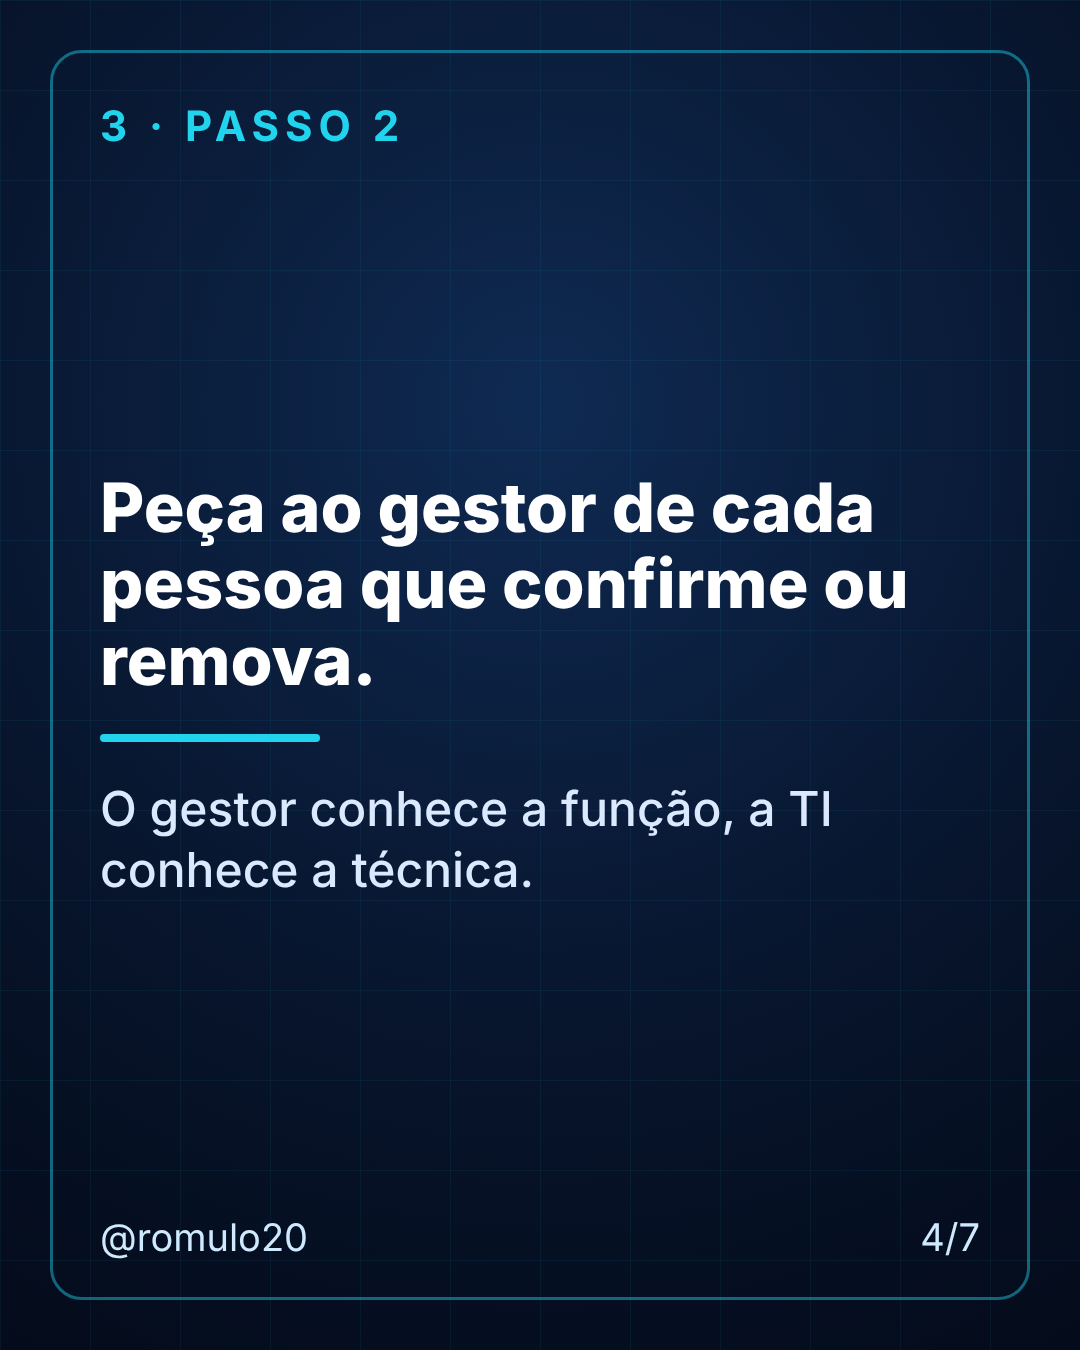 3 · PASSO 2
Peça ao gestor de cada
pessoa que confirme ou
remova.
O gestor conhece a função, a TI
conhece a técnica.
@romulo20
4/7